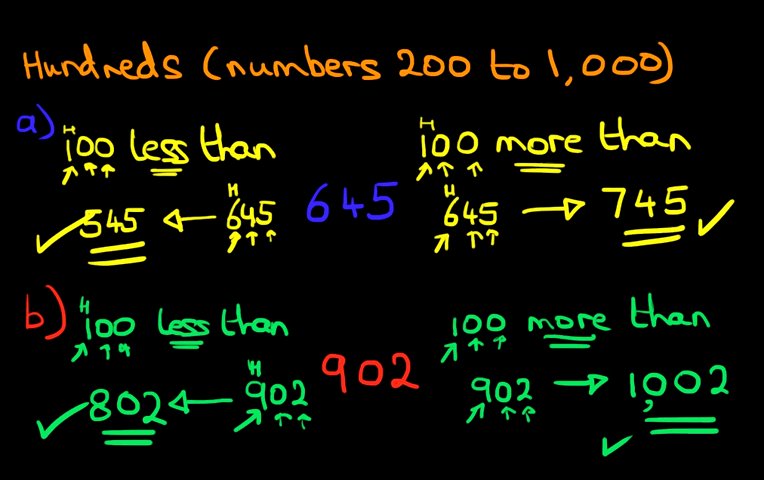 Hundreds (numbers 200 to 1,000)
a)
H
100 less than
H
100 more than
545
H
645
645
H
645
745
b)
H
100 less than
100 more than
802
H
902
902
902
1,002